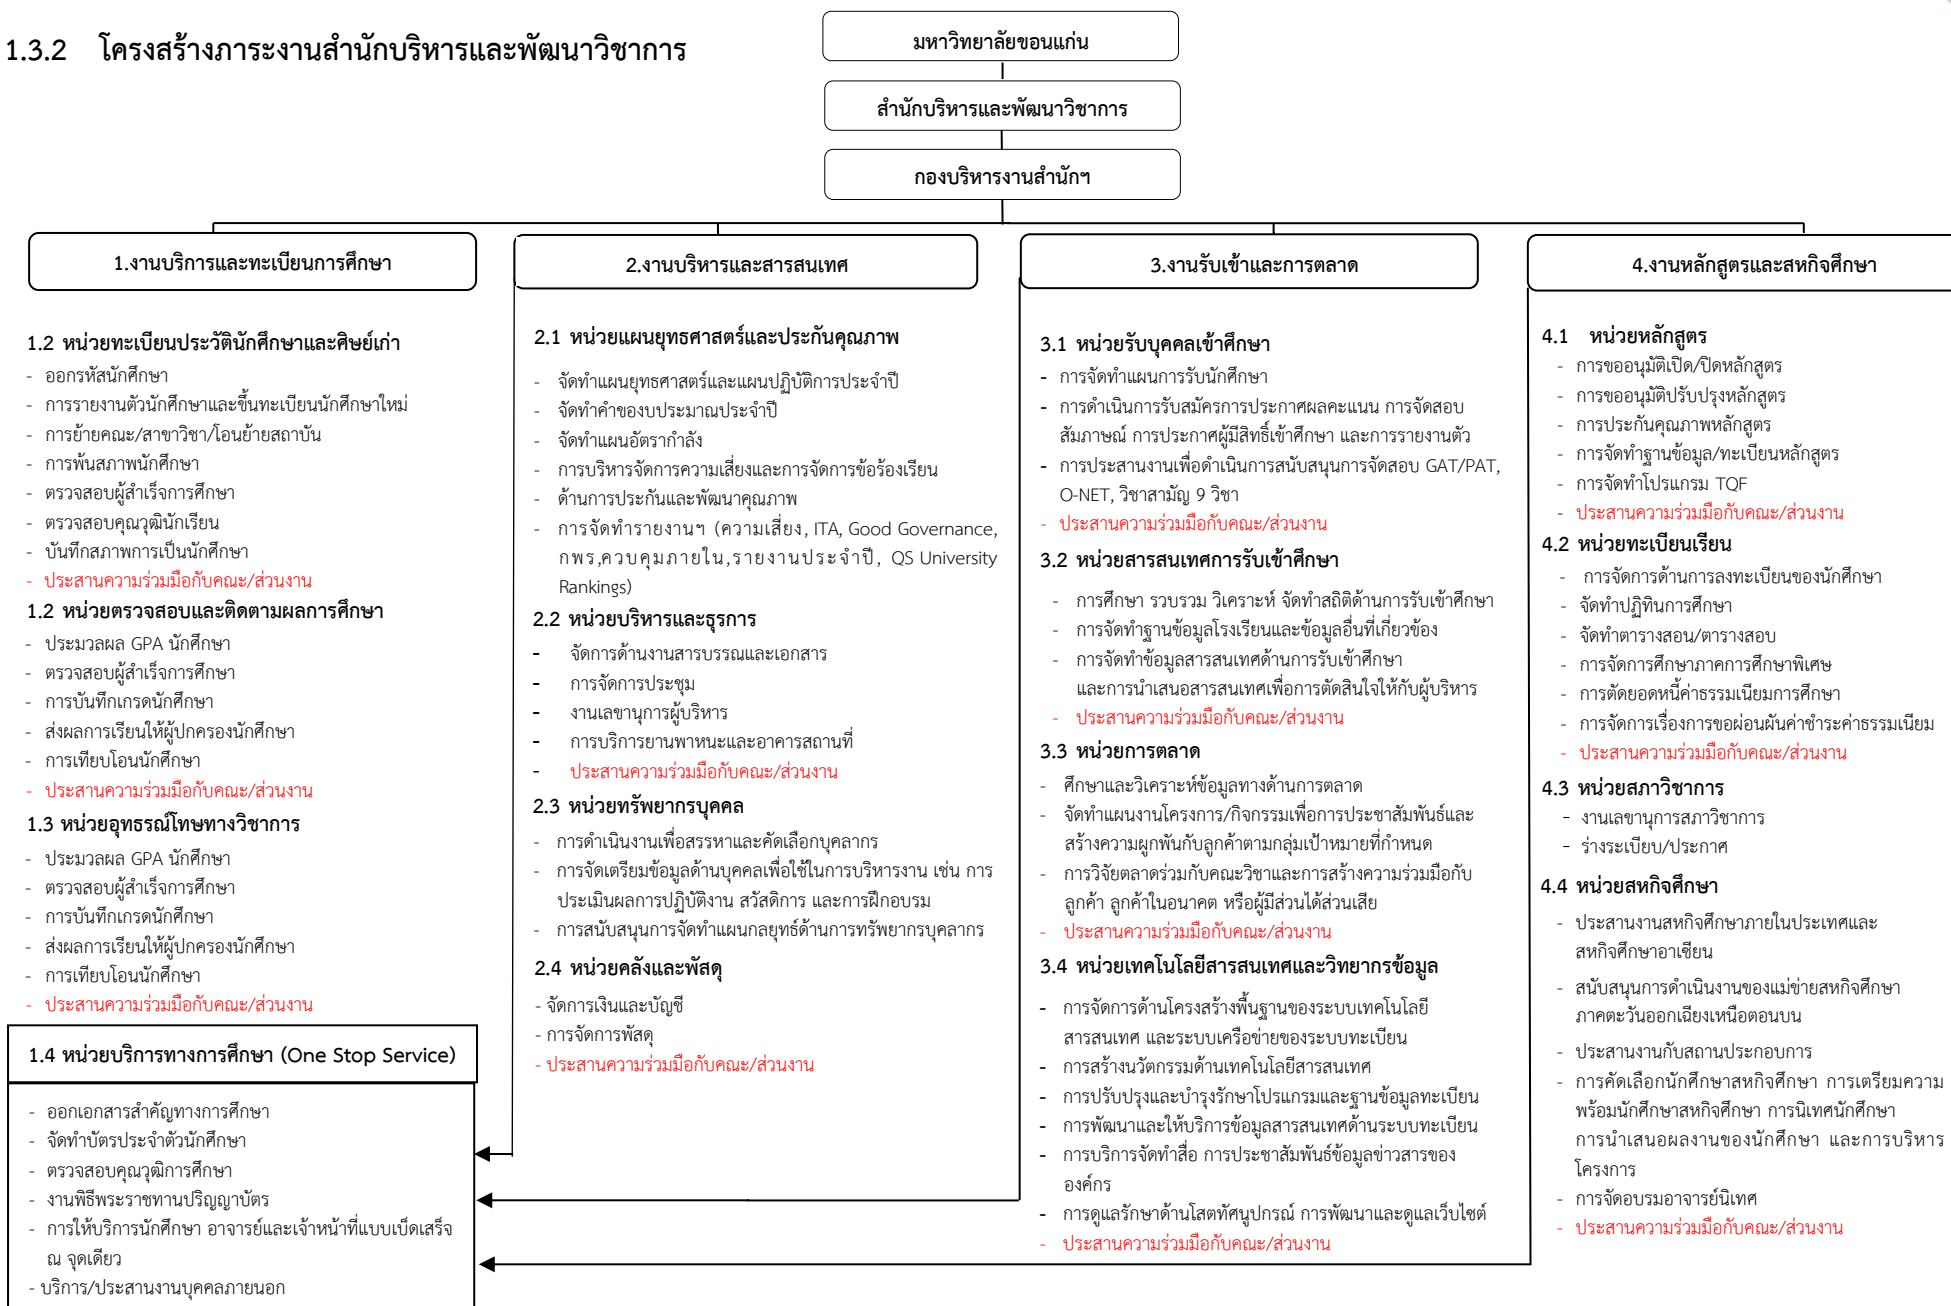 1.3.2 โครงสร้างภาระงานสำนักบริหารและพัฒนาวิชาการ
มหาวิทยาลัยขอนแก่น
สำนักบริหารและพัฒนาวิชาการ
กองบริหารงานสำนักฯ
1.งานบริการและทะเบียนการศึกษา
1.2 หน่วยทะเบียนประวัตินักศึกษาและศิษย์เก่า
- ออกรหัสนักศึกษา
- การรายงานตัวนักศึกษาและขึ้นทะเบียนนักศึกษาใหม่
- การย้ายคณะ/สาขาวิชา/โอนย้ายสถาบัน
- การพ้นสภาพนักศึกษา
- ตรวจสอบผู้สำเร็จการศึกษา
- ตรวจสอบคุณวุฒินักเรียน
- บันทึกสภาพการเป็นนักศึกษา
- ประสานความร่วมมือกับคณะ/ส่วนงาน
1.2 หน่วยตรวจสอบและติดตามผลการศึกษา
- ประมวลผล GPA นักศึกษา
- ตรวจสอบผู้สำเร็จการศึกษา
- การบันทึกเกรดนักศึกษา
- ส่งผลการเรียนให้ผู้ปกครองนักศึกษา
- การเทียบโอนนักศึกษา
- ประสานความร่วมมือกับคณะ/ส่วนงาน
1.3 หน่วยอุทธรณ์โทษทางวิชาการ
- ประมวลผล GPA นักศึกษา
- ตรวจสอบผู้สำเร็จการศึกษา
- การบันทึกเกรดนักศึกษา
- ส่งผลการเรียนให้ผู้ปกครองนักศึกษา
- การเทียบโอนนักศึกษา
- ประสานความร่วมมือกับคณะ/ส่วนงาน
1.4 หน่วยบริการทางการศึกษา (One Stop Service)
- ออกเอกสารสำคัญทางการศึกษา
- จัดทำบัตรประจำตัวนักศึกษา
- ตรวจสอบคุณวุฒิการศึกษา
- งานพิธีพระราชทานปริญญาบัตร
- การให้บริการนักศึกษา อาจารย์และเจ้าหน้าที่แบบเบ็ดเสร็จ
ณ จุดเดียว
- บริการ/ประสานงานบุคคลภายนอก
2.งานบริหารและสารสนเทศ
2.1 หน่วยแผนยุทธศาสตร์และประกันคุณภาพ
- จัดทำแผนยุทธศาสตร์และแผนปฏิบัติการประจำปี
- จัดทำคำของบประมาณประจำปี
- จัดทำแผนอัตรากำลัง
- การบริหารจัดการความเสี่ยงและการจัดการข้อร้องเรียน
- ด้านการประกันและพัฒนาคุณภาพ
- การจัดทำรายงานฯ (ความเสี่ยง, ITA, Good Governance,
กพร,ควบคุมภายใน,รายงานประจำปี, QS University
Rankings)
2.2 หน่วยบริหารและธุรการ
- จัดการด้านงานสารบรรณและเอกสาร
- การจัดการประชุม
- งานเลขานุการผู้บริหาร
- การบริการยานพาหนะและอาคารสถานที่
- ประสานความร่วมมือกับคณะ/ส่วนงาน
2.3 หน่วยทรัพยากรบุคคล
- การดำเนินงานเพื่อสรรหาและคัดเลือกบุคลากร
- การจัดเตรียมข้อมูลด้านบุคคลเพื่อใช้ในการบริหารงาน เช่น การ
ประเมินผลการปฏิบัติงาน สวัสดิการ และการฝึกอบรม
- การสนับสนุนการจัดทำแผนกลยุทธ์ด้านการทรัพยากรบุคลากร
2.4 หน่วยคลังและพัสดุ
- จัดการเงินและบัญชี
- การจัดการพัสดุ
- ประสานความร่วมมือกับคณะ/ส่วนงาน
3.งานรับเข้าและการตลาด
3.1 หน่วยรับบุคคลเข้าศึกษา
- การจัดทำแผนการรับนักศึกษา
- การดำเนินการรับสมัครการประกาศผลคะแนน การจัดสอบ
สัมภาษณ์ การประกาศผู้มีสิทธิ์เข้าศึกษา และการรายงานตัว
- การประสานงานเพื่อดำเนินการสนับสนุนการจัดสอบ GAT/PAT,
O-NET, วิชาสามัญ 9 วิชา
- ประสานความร่วมมือกับคณะ/ส่วนงาน
3.2 หน่วยสารสนเทศการรับเข้าศึกษา
- การศึกษา รวบรวม วิเคราะห์ จัดทำสถิติด้านการรับเข้าศึกษา
- การจัดทำฐานข้อมูลโรงเรียนและข้อมูลอื่นที่เกี่ยวข้อง
- การจัดทำข้อมูลสารสนเทศด้านการรับเข้าศึกษา
และการนำเสนอสารสนเทศเพื่อการตัดสินใจให้กับผู้บริหาร
- ประสานความร่วมมือกับคณะ/ส่วนงาน
3.3 หน่วยการตลาด
- ศึกษาและวิเคราะห์ข้อมูลทางด้านการตลาด
- จัดทำแผนงานโครงการ/กิจกรรมเพื่อการประชาสัมพันธ์และ
สร้างความผูกพันกับลูกค้าตามกลุ่มเป้าหมายที่กำหนด
- การวิจัยตลาดร่วมกับคณะวิชาและการสร้างความร่วมมือกับ
ลูกค้า ลูกค้าในอนาคต หรือผู้มีส่วนได้ส่วนเสีย
- ประสานความร่วมมือกับคณะ/ส่วนงาน
3.4 หน่วยเทคโนโลยีสารสนเทศและวิทยากรข้อมูล
- การจัดการด้านโครงสร้างพื้นฐานของระบบเทคโนโลยี
สารสนเทศ และระบบเครือข่ายของระบบทะเบียน
- การสร้างนวัตกรรมด้านเทคโนโลยีสารสนเทศ
- การปรับปรุงและบำรุงรักษาโปรแกรมและฐานข้อมูลทะเบียน
- การพัฒนาและให้บริการข้อมูลสารสนเทศด้านระบบทะเบียน
- การบริการจัดทำสื่อ การประชาสัมพันธ์ข้อมูลข่าวสารของ
องค์กร
- การดูแลรักษาด้านโสตทัศนูปกรณ์ การพัฒนาและดูแลเว็บไซต์
- ประสานความร่วมมือกับคณะ/ส่วนงาน
4.งานหลักสูตรและสหกิจศึกษา
4.1 หน่วยหลักสูตร
- การขออนุมัติเปิด/ปิดหลักสูตร
- การขออนุมัติปรับปรุงหลักสูตร
- การประกันคุณภาพหลักสูตร
- การจัดทำฐานข้อมูล/ทะเบียนหลักสูตร
- การจัดทำโปรแกรม TQF
- ประสานความร่วมมือกับคณะ/ส่วนงาน
4.2 หน่วยทะเบียนเรียน
- การจัดการด้านการลงทะเบียนของนักศึกษา
- จัดทำปฏิทินการศึกษา
- จัดทำตารางสอน/ตารางสอบ
- การจัดการศึกษาภาคการศึกษาพิเศษ
- การตัดยอดหนี้ค่าธรรมเนียมการศึกษา
- การจัดการเรื่องการขอผ่อนผันค่าชำระค่าธรรมเนียม
- ประสานความร่วมมือกับคณะ/ส่วนงาน
4.3 หน่วยสภาวิชาการ
- งานเลขานุการสภาวิชาการ
- ร่างระเบียบ/ประกาศ
4.4 หน่วยสหกิจศึกษา
- ประสานงานสหกิจศึกษาภายในประเทศและ
สหกิจศึกษาอาเซียน
- สนับสนุนการดำเนินงานของแม่ข่ายสหกิจศึกษา
ภาคตะวันออกเฉียงเหนือตอนบน
- ประสานงานกับสถานประกอบการ
- การคัดเลือกนักศึกษาสหกิจศึกษา การเตรียมความ
พร้อมนักศึกษาสหกิจศึกษา การนิเทศนักศึกษา
การนำเสนอผลงานของนักศึกษา และการบริหาร
โครงการ
- การจัดอบรมอาจารย์นิเทศ
- ประสานความร่วมมือกับคณะ/ส่วนงาน